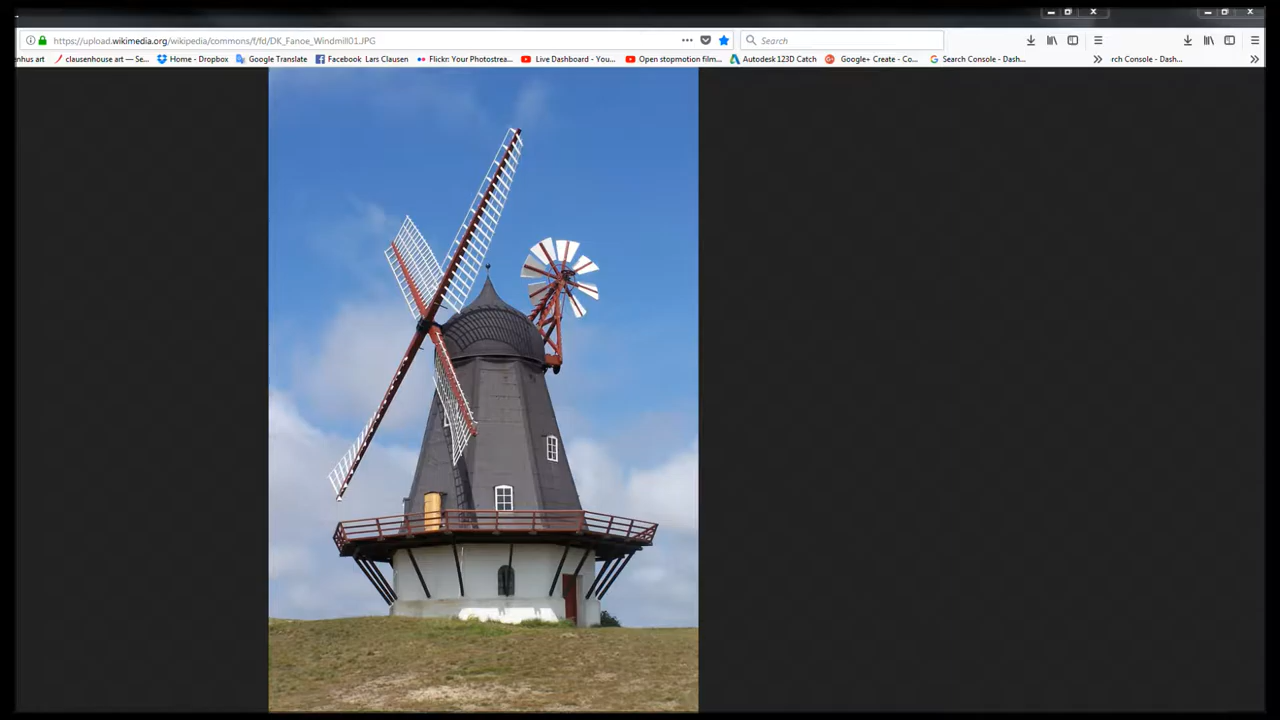 https://upload.wikimedia.org/wikipedia/commons/f/fd/DK_Fanoe_Windmill01.JPG
Search
enhus art clausenhouse art — Se... Home - Dropbox Google Translate Facebook Lars Clausen Flickr: Your Photostrea... Live Dashboard - You... Open stopmotion film... Autodesk 123D Catch Google+ Create - Co... Search Console - Dash... rch Console - Dash...